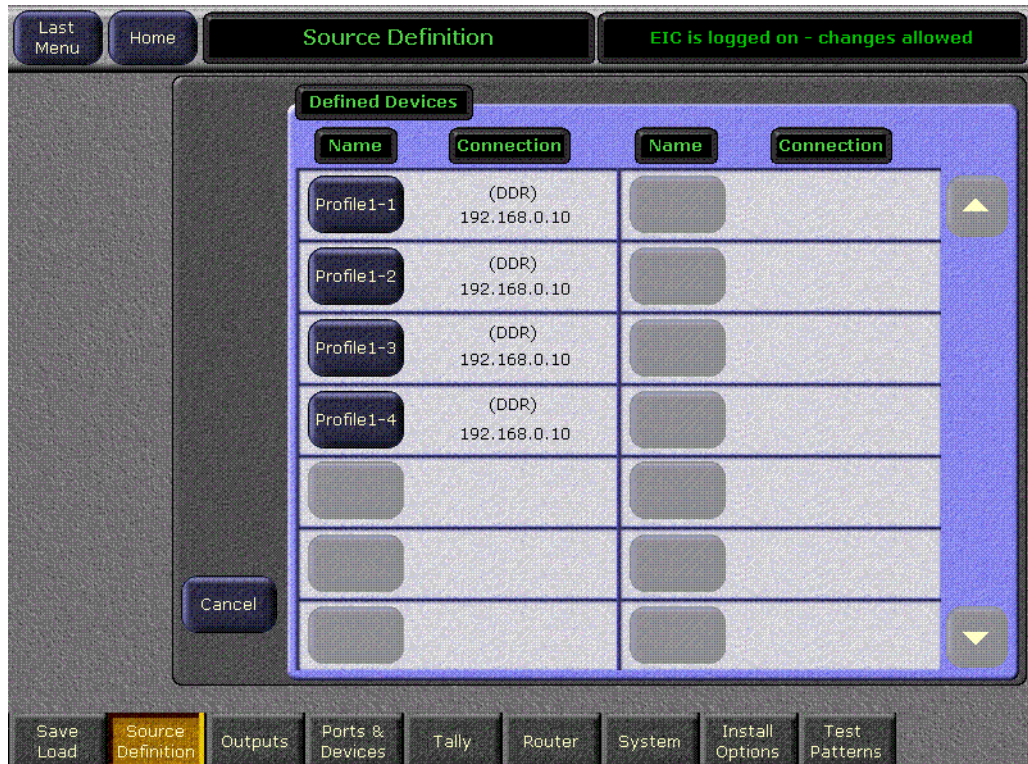 Last
Menu
Home
Source Definition
EIC is logged on - changes allowed
Defined Devices
Name
Connection
Name
Connection
Profile1-1
(DDR)
192.168.0.10
Profile1-2
(DDR)
192.168.0.10
Profile1-3
(DDR)
192.168.0.10
Profile1-4
(DDR)
192.168.0.10
Cancel
Save
Load
Source
Definition
Outputs
Ports &
Devices
Tally
Router
System
Install
Options
Test
Patterns